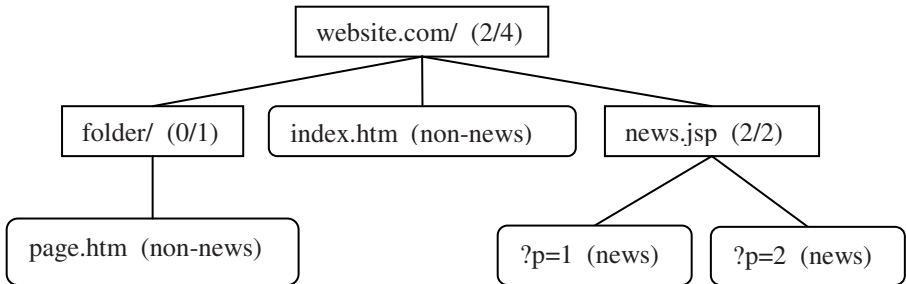 website.com/ (2/4)
folder/ (0/1)
index.htm (non-news)
news.jsp (2/2)
page.htm (non-news)
?p=1 (news)
?p=2 (news)